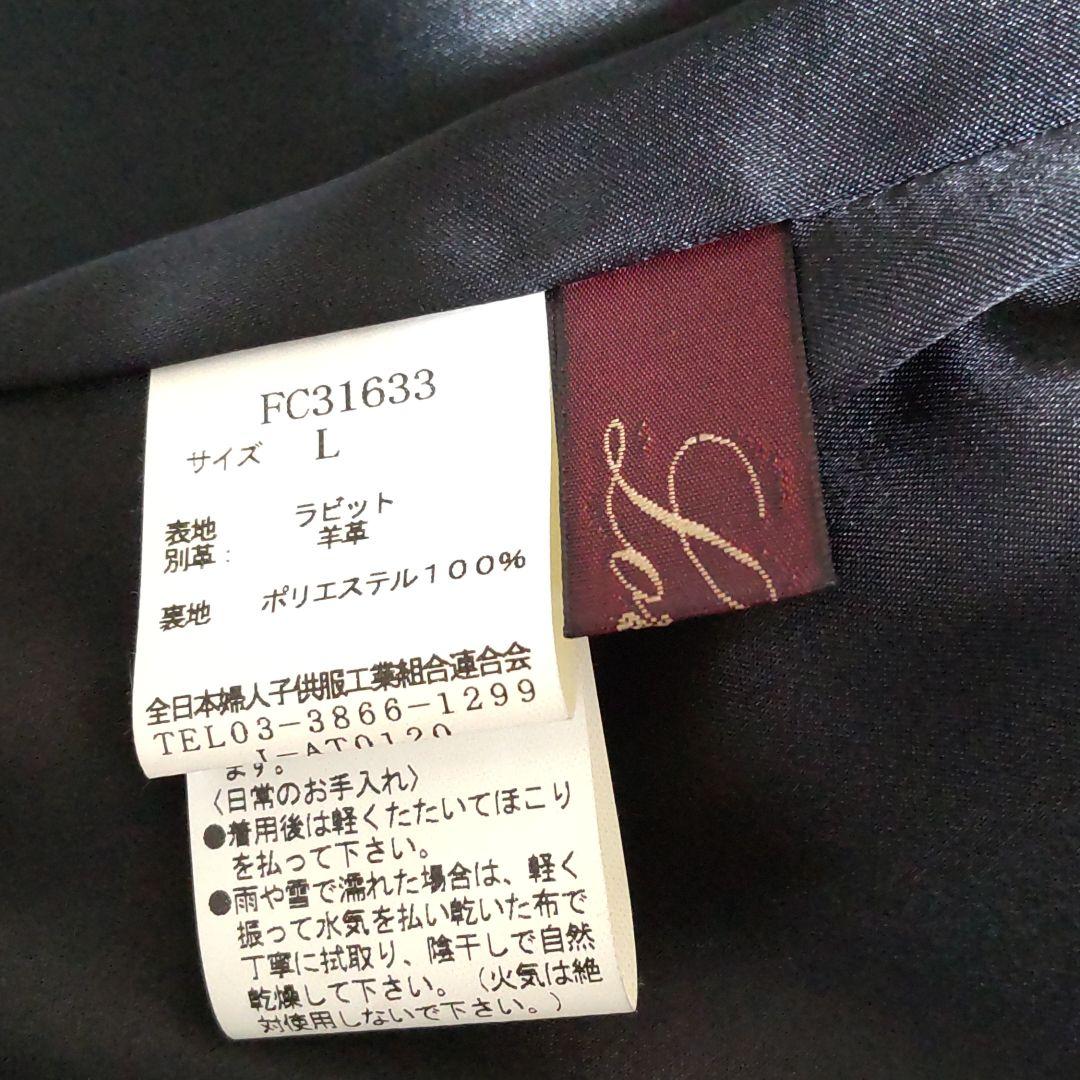 FC31633
サイズ L
表地 ラビット
別革: 羊革
裏地 ポリエステル100%
全日本婦人子供服工業組合連合会
TEL03-3866-1299
I-AT0120
ます。
〈日常のお手入れ〉
●着用後は軽くたたいてほこり
を払って下さい。
●雨や雪で濡れた場合は、軽く
振って水気を払い乾いた布で
丁寧に拭取り、陰干しで自然
乾燥して下さい。(火気は絶
対使用しないで下さい。)